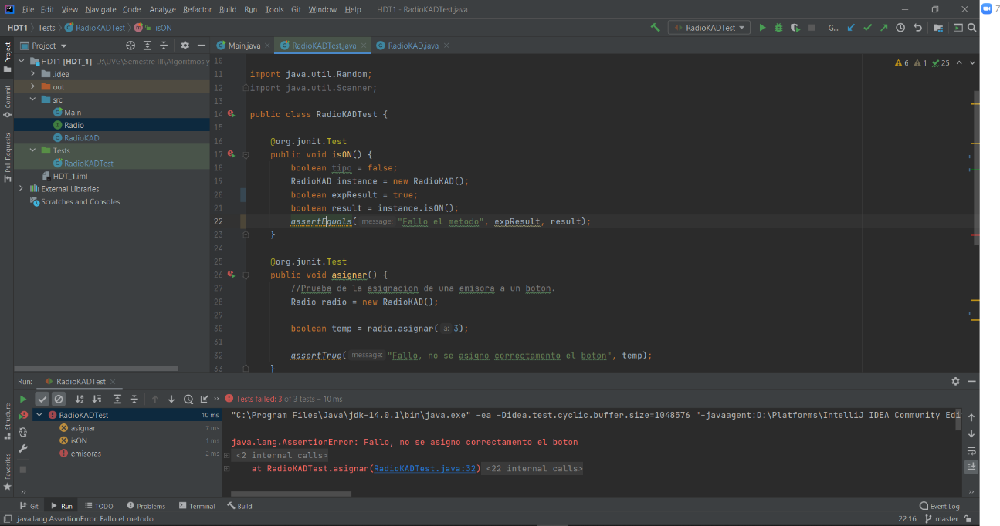 File Edit View Navigate Code Analyze Refactor Build Run Tools Git Window Help HDT1 - RadioKADTest.java
Z
HDT1 Tests RadioKADTest isON
RadioKADTest G...
Project
Main.java RadioKADTest.java RadioKAD.java
HDT1 [HDT_1] D:\UVG\Semestre III\Algoritmos y
.idea
out
src
Main
Radio
RadioKAD
Tests
RadioKADTest
HDT_1.iml
External Libraries
Scratches and Consoles
Project
Commit
Pull Requests
Structure
Favorites
6 1 25
10
11 import java.util.Random;
12 import java.util.Scanner;
13
14 public class RadioKADTest {
15
16 @org.junit.Test
17 public void isON() {
18 boolean tipo = false;
19 RadioKAD instance = new RadioKAD();
20 boolean expResult = true;
21 boolean result = instance.isON();
22 assertEquals( message: "Fallo el metodo", expResult, result);
23 }
24
25 @org.junit.Test
26 public void asignar() {
27 //Prueba de la asignacion de una emisora a un boton.
28 Radio radio = new RadioKAD();
29
30 boolean temp = radio.asignar( a: 3);
31
32 assertTrue( message: "Fallo, no se asigno correctamento el boton", temp);
33 }
Run: RadioKADTest
Tests failed: 3 of 3 tests – 10 ms
RadioKADTest 10 ms
asignar 7 ms
isON 1 ms
emisoras 2 ms
"C:\Program Files\Java\jdk-14.0.1\bin\java.exe" -ea -Didea.test.cyclic.buffer.size=1048576 "-javaagent:D:\Platforms\IntelliJ IDEA Community Edi
java.lang.AssertionError: Fallo, no se asigno correctamento el boton
<2 internal calls>
at RadioKADTest.asignar(RadioKADTest.java:32) <22 internal calls>
Git Run TODO Problems Terminal Build Event Log
java.lang.AssertionError: Fallo el metodo 22:16 master